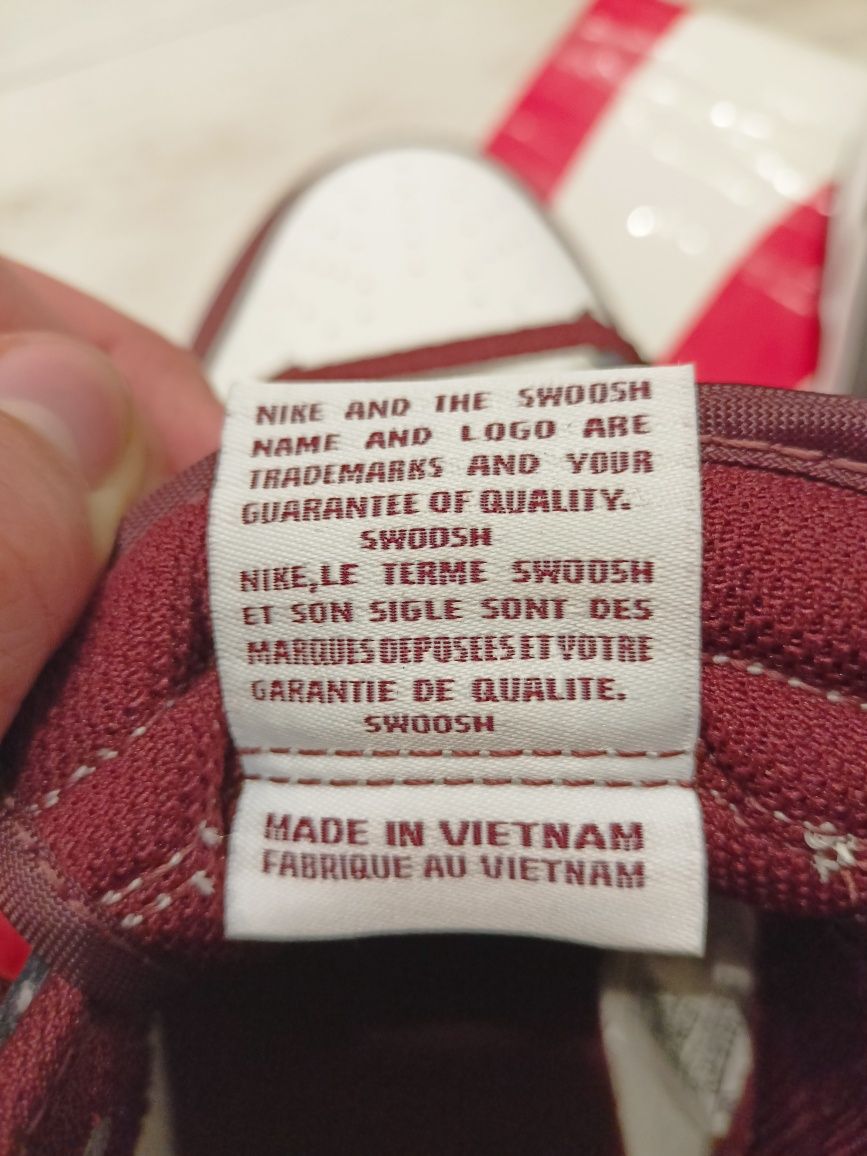 NIKE AND THE SWOOSH
NAME AND LOGO ARE
TRADEMARKS AND YOUR
GUARANTEE OF QUALITY.
SWOOSH
NIKE,LE TERME SWOOSH
ET SON SIGLE SONT DES
MARQUES DEPOSEES ET VOTRE
GARANTIE DE QUALITE.
SWOOSH
MADE IN VIETNAM
FABRIQUE AU VIETNAM